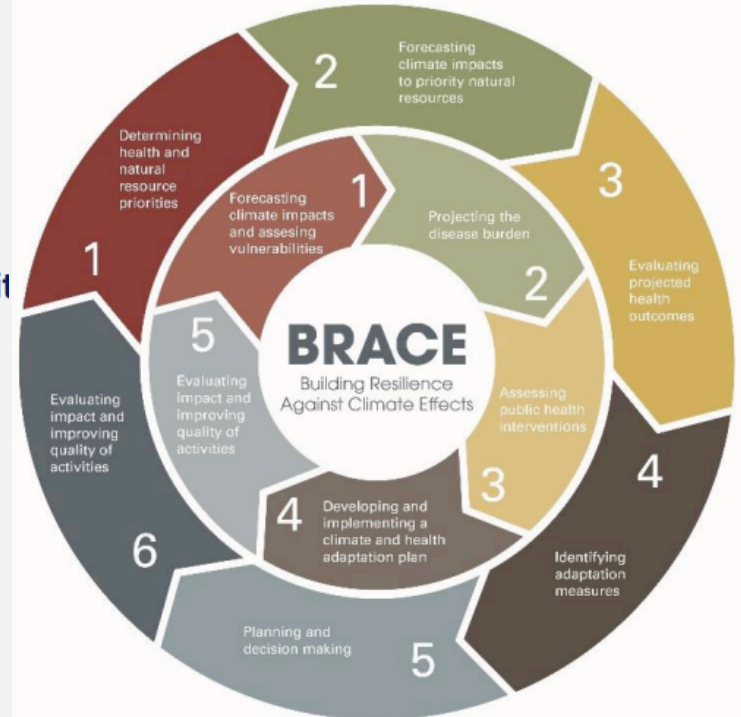 2
Forecasting
climate impacts
to priority natural
resources
Determining
health and
natural
resource
priorities
1
3
Evaluating
projected
health
outcomes
Forecasting
climate impacts
and assesing
vulnerabilities
1
Projecting the
disease burden
2
BRACE
Building Resilience
Against Climate Effects
5
Evaluating
impact and
improving
quality of
activities
Assessing
public health
interventions
3
4
Developing and
implementing a
climate and health
adaptation plan
Evaluating
impact and
improving
quality of
activities
6
4
Identifying
adaptation
measures
Planning and
decision making
5